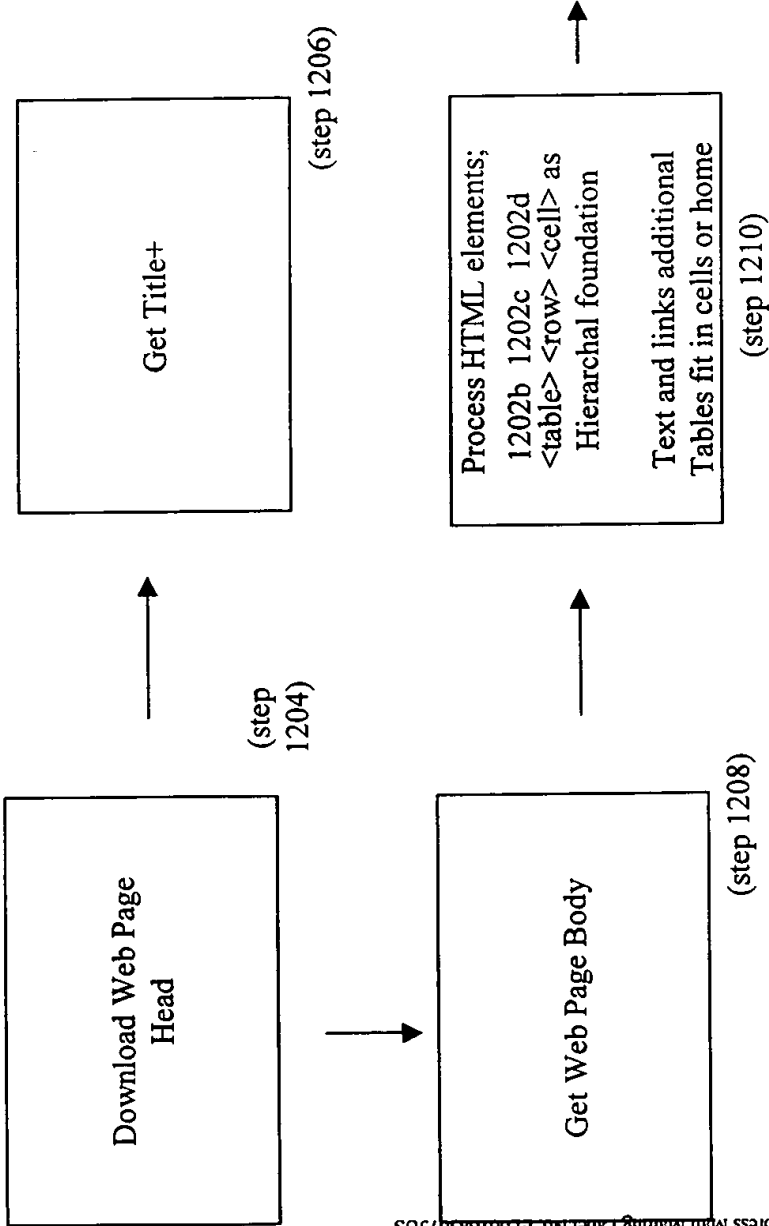 Download Web Page
Head
(step
1204)
Get Title+
(step 1206)
Get Web Page Body
(step 1208)
Process HTML elements;
1202b 1202c 1202d
<table> <row> <cell> as
Hierarchal foundation
Text and links additional
Tables fit in cells or home
(step 1210)